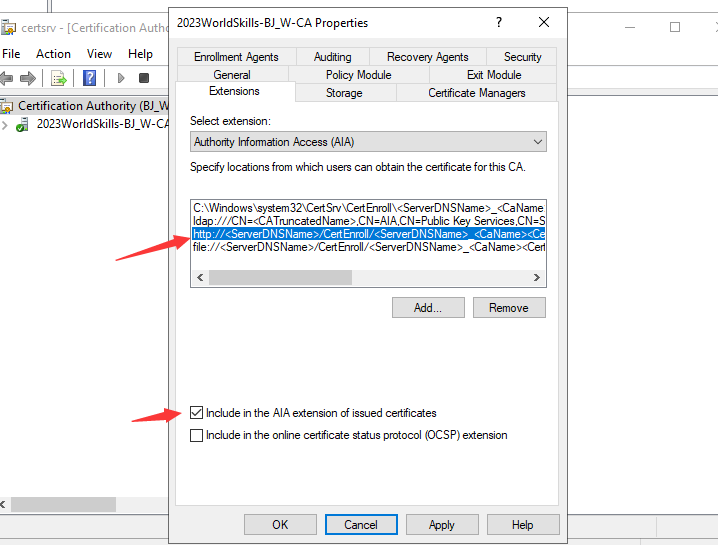 certsrv - [Certification Autho
File Action View Help
Certification Authority (BJ_W
2023WorldSkills-BJ_W-CA
2023WorldSkills-BJ_W-CA Properties
Enrollment Agents Auditing Recovery Agents Security
General Policy Module Exit Module
Extensions Storage Certificate Managers
Select extension:
Authority Information Access (AIA)
Specify locations from which users can obtain the certificate for this CA.
C:\Windows\system32\CertSrv\CertEnroll\<ServerDNSName>_<CaName
ldap:///CN=<CATruncatedName>,CN=AIA,CN=Public Key Services,CN=S
http://<ServerDNSName>/CertEnroll/<ServerDNSName>_<CaName><Ce
file://<ServerDNSName>/CertEnroll/<ServerDNSName>_<CaName><Cert
Add... Remove
Include in the AIA extension of issued certificates
Include in the online certificate status protocol (OCSP) extension
OK Cancel Apply Help